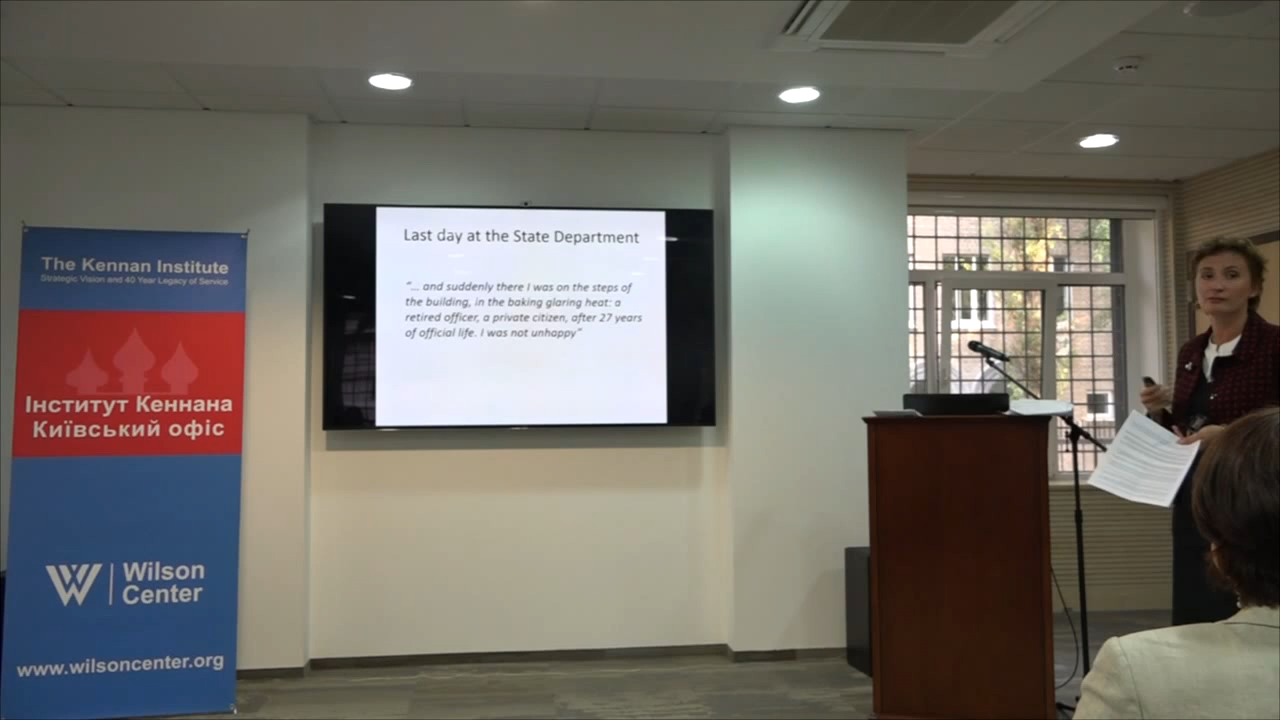 The Kennan Institute
Strategic Vision and 40 Year Legacy of Service
Інститут Кеннана
Київський офіс
W | Wilson
Center
www.wilsoncenter.org
Last day at the State Department
“… and suddenly there I was on the steps of
the building, in the baking glaring heat: a
retired officer, a private citizen, after 27 years
of official life. I was not unhappy”